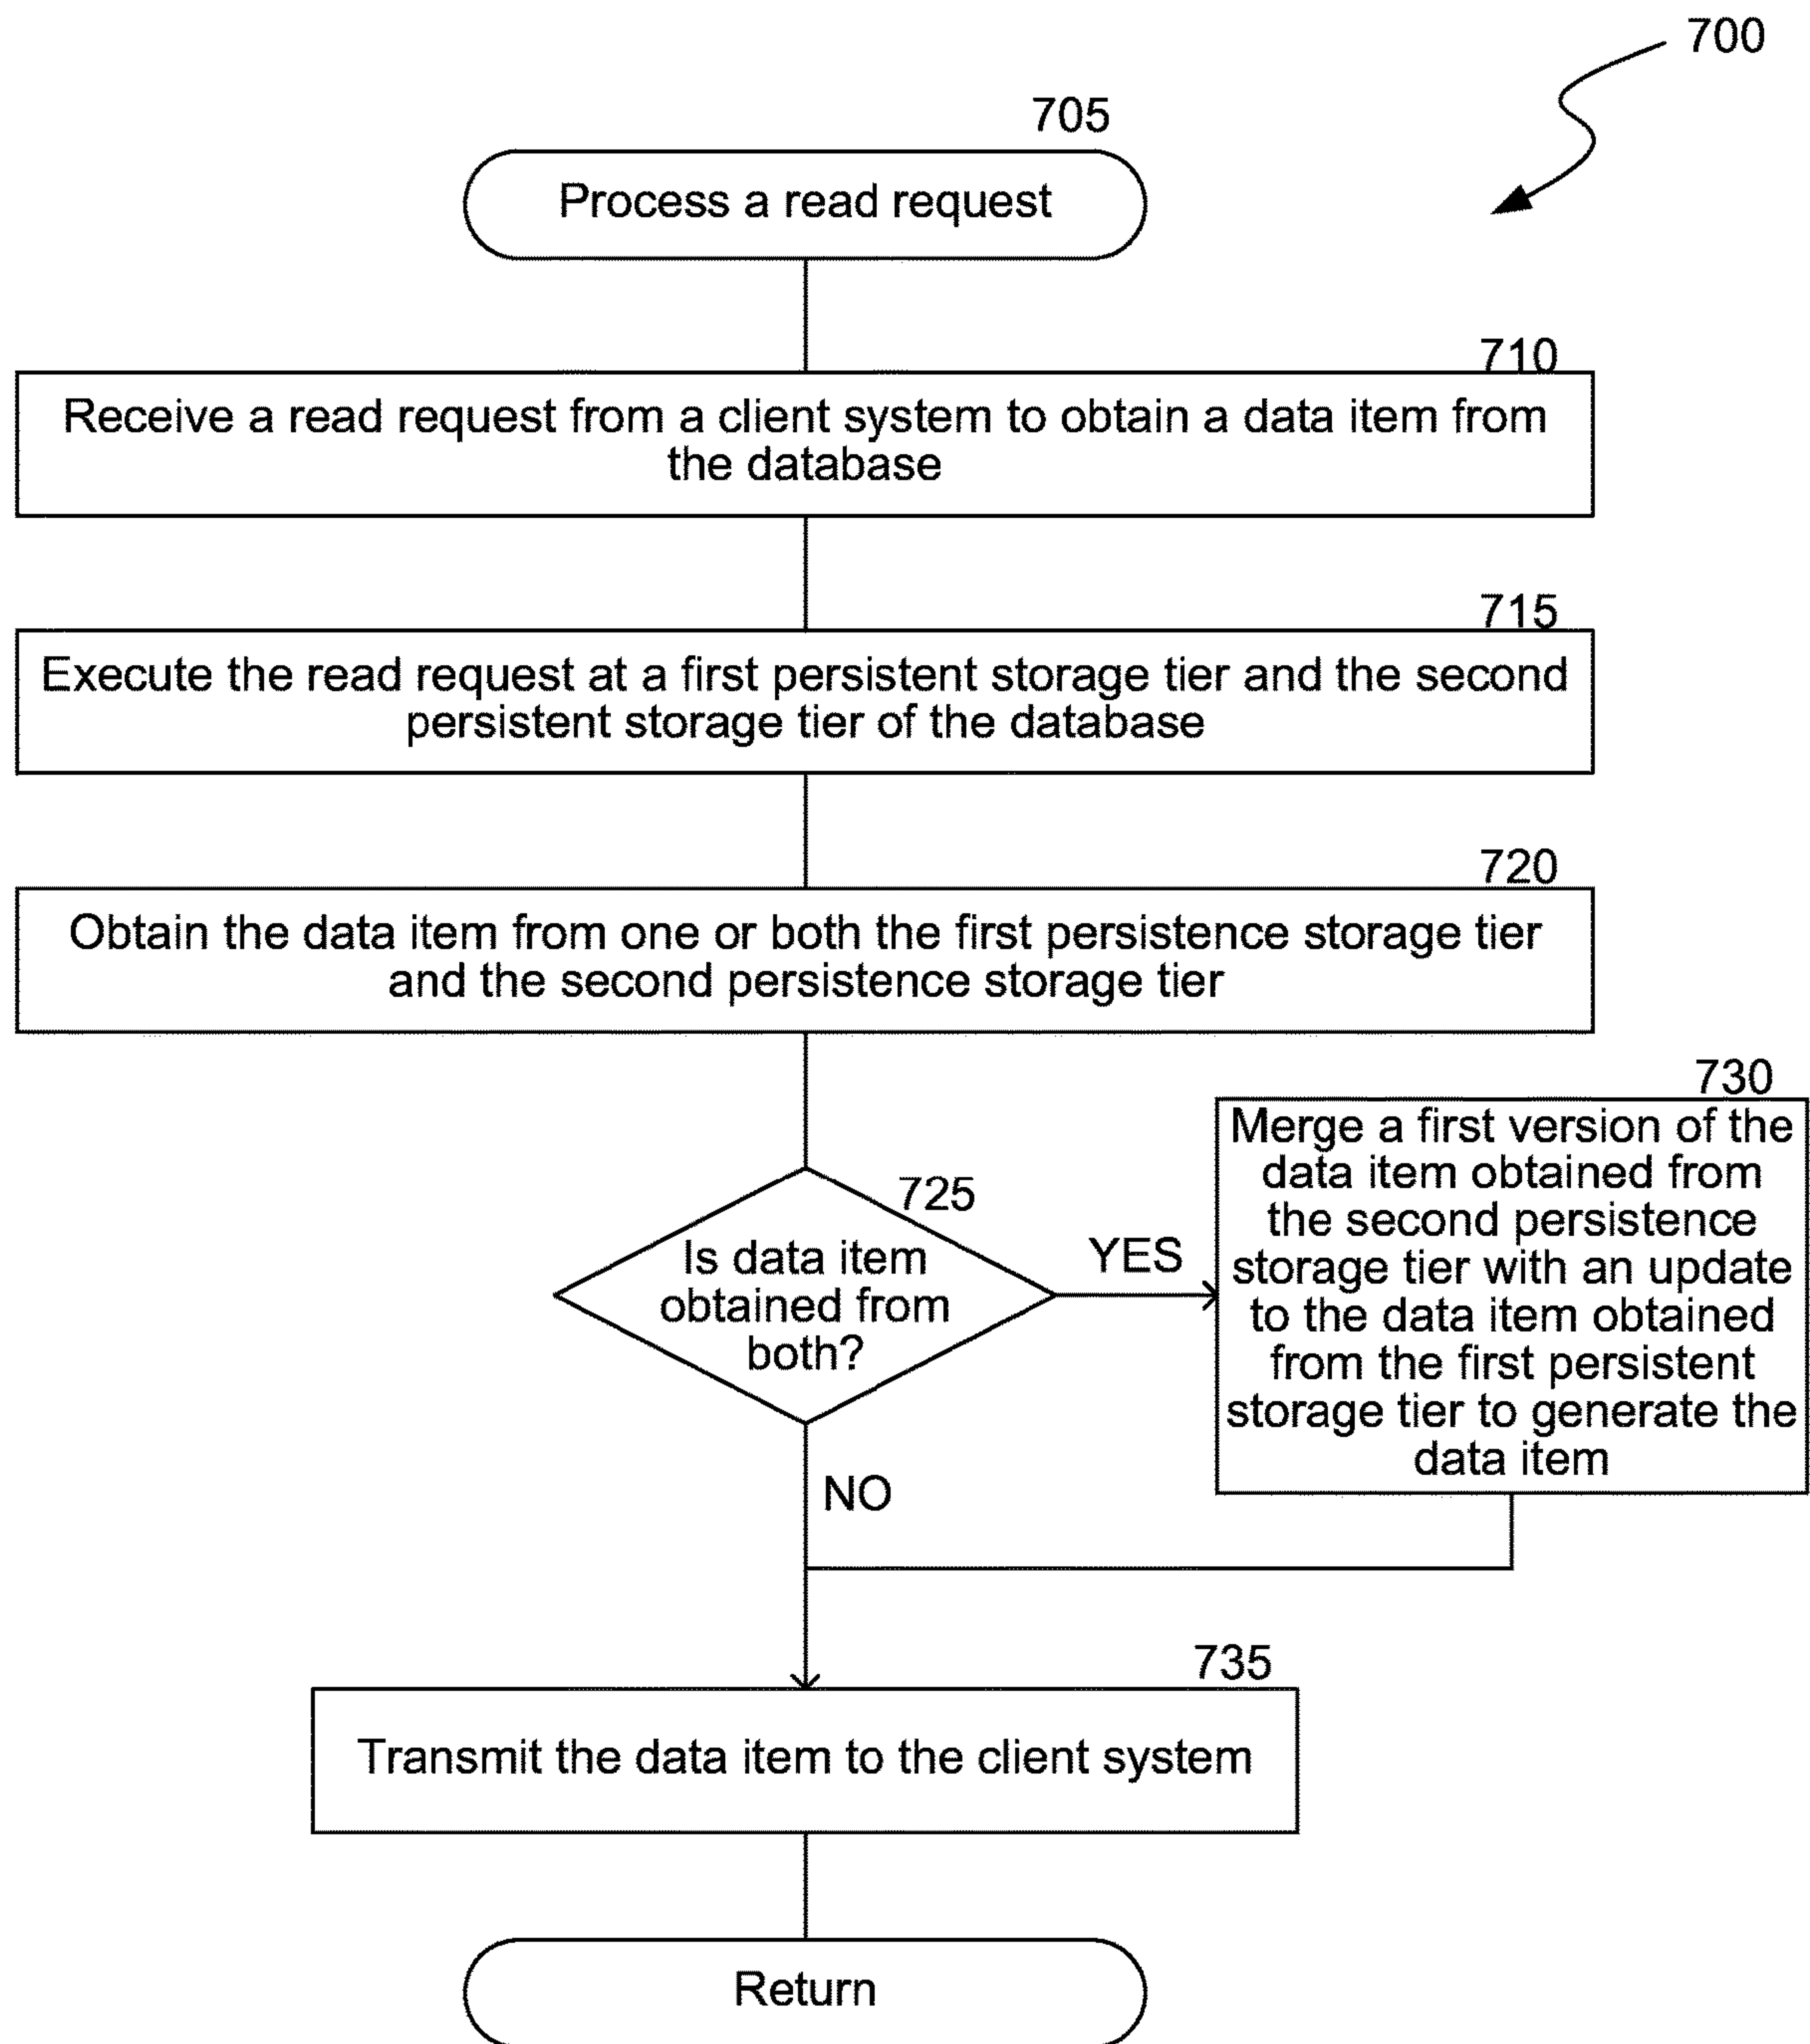 700
705
Process a read request
710
Receive a read request from a client system to obtain a data item from
the database
715
Execute the read request at a first persistent storage tier and the second
persistent storage tier of the database
720
Obtain the data item from one or both the first persistence storage tier
and the second persistence storage tier
725
Is data item
obtained from
both?
YES
730
Merge a first version of the
data item obtained from
the second persistence
storage tier with an update
to the data item obtained
from the first persistent
storage tier to generate the
data item
NO
735
Transmit the data item to the client system
Return